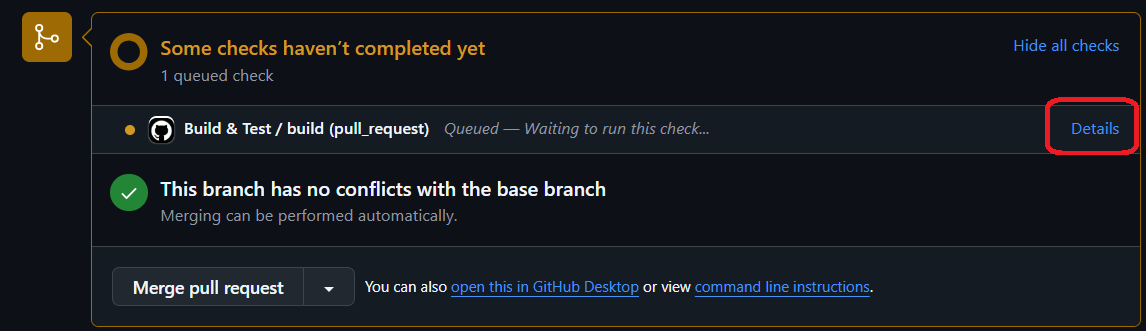 Some checks haven't completed yet
Hide all checks
1 queued check
Build & Test / build (pull_request) Queued — Waiting to run this check...
Details
This branch has no conflicts with the base branch
Merging can be performed automatically.
Merge pull request
You can also open this in GitHub Desktop or view command line instructions.